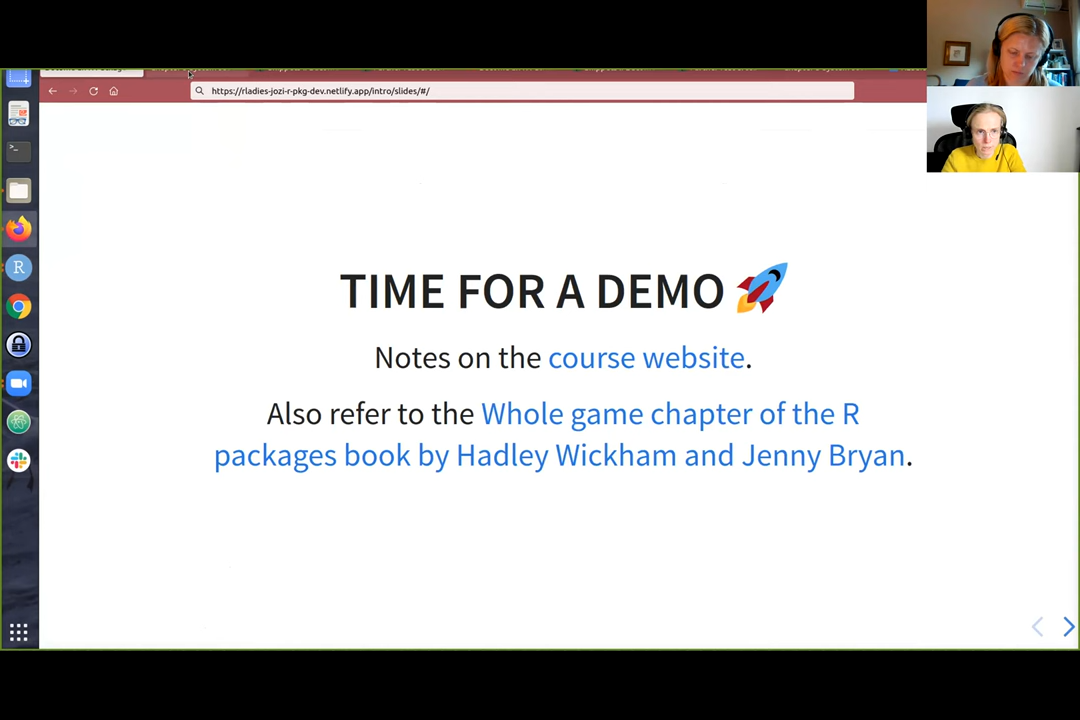 https://rladies-jozi-r-pkg-dev.netlify.app/intro/slides/#/
TIME FOR A DEMO 🚀
Notes on the course website.
Also refer to the Whole game chapter of the R
packages book by Hadley Wickham and Jenny Bryan.